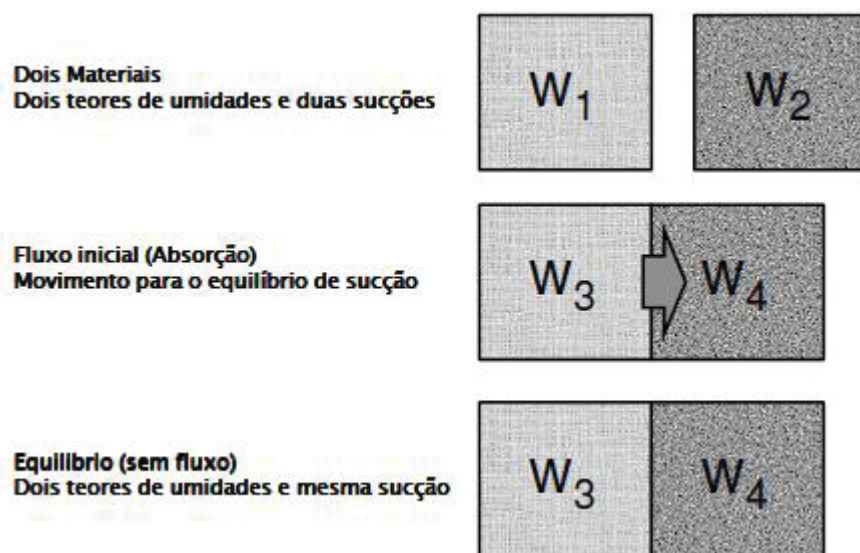 Dois Materiais
Dois teores de umidades e duas sucções
W1
W2
Fluxo inicial (Absorção)
Movimento para o equilíbrio de sucção
W3
W4
Equilibrio (sem fluxo)
Dois teores de umidades e mesma sucção
W3
W4